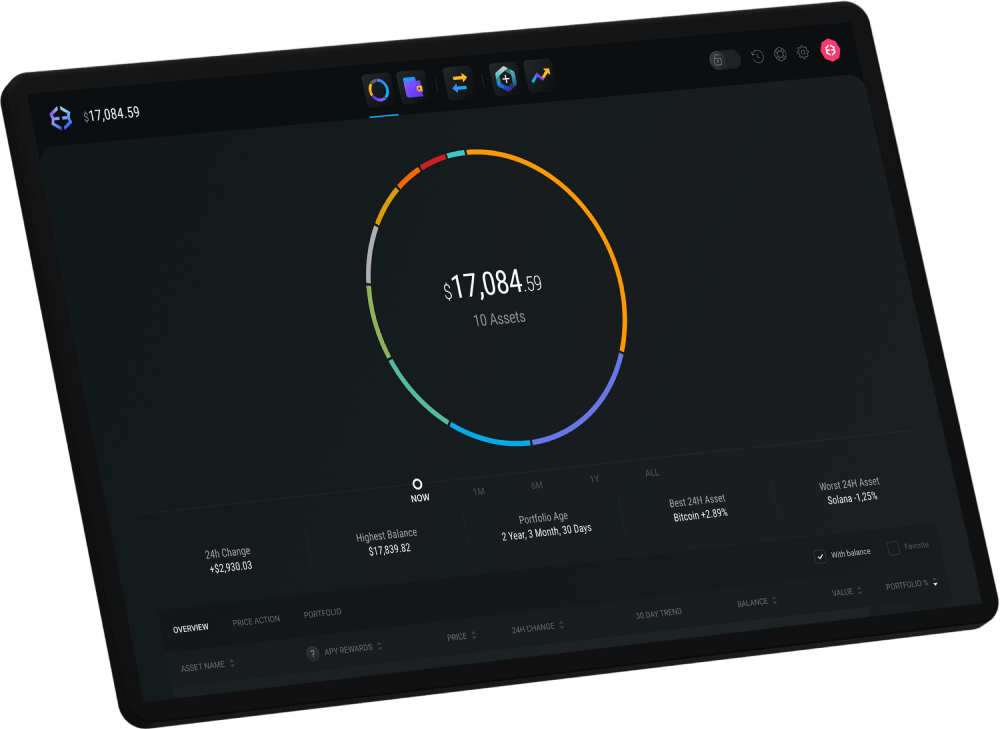 $17,084.59
$17,084.59
10 Assets
NOW
1M
6M
1Y
ALL
24h Change
+$2,930.03
Highest Balance
$17,839.82
Portfolio Age
2 Year, 3 Month, 30 Days
Best 24H Asset
Bitcoin +2.89%
Worst 24H Asset
Solana -1,25%
With balance
Favorite
OVERVIEW
PRICE ACTION
PORTFOLIO
ASSET NAME
? APY REWARDS
PRICE
24H CHANGE
30 DAY TREND
BALANCE
VALUE
PORTFOLIO %